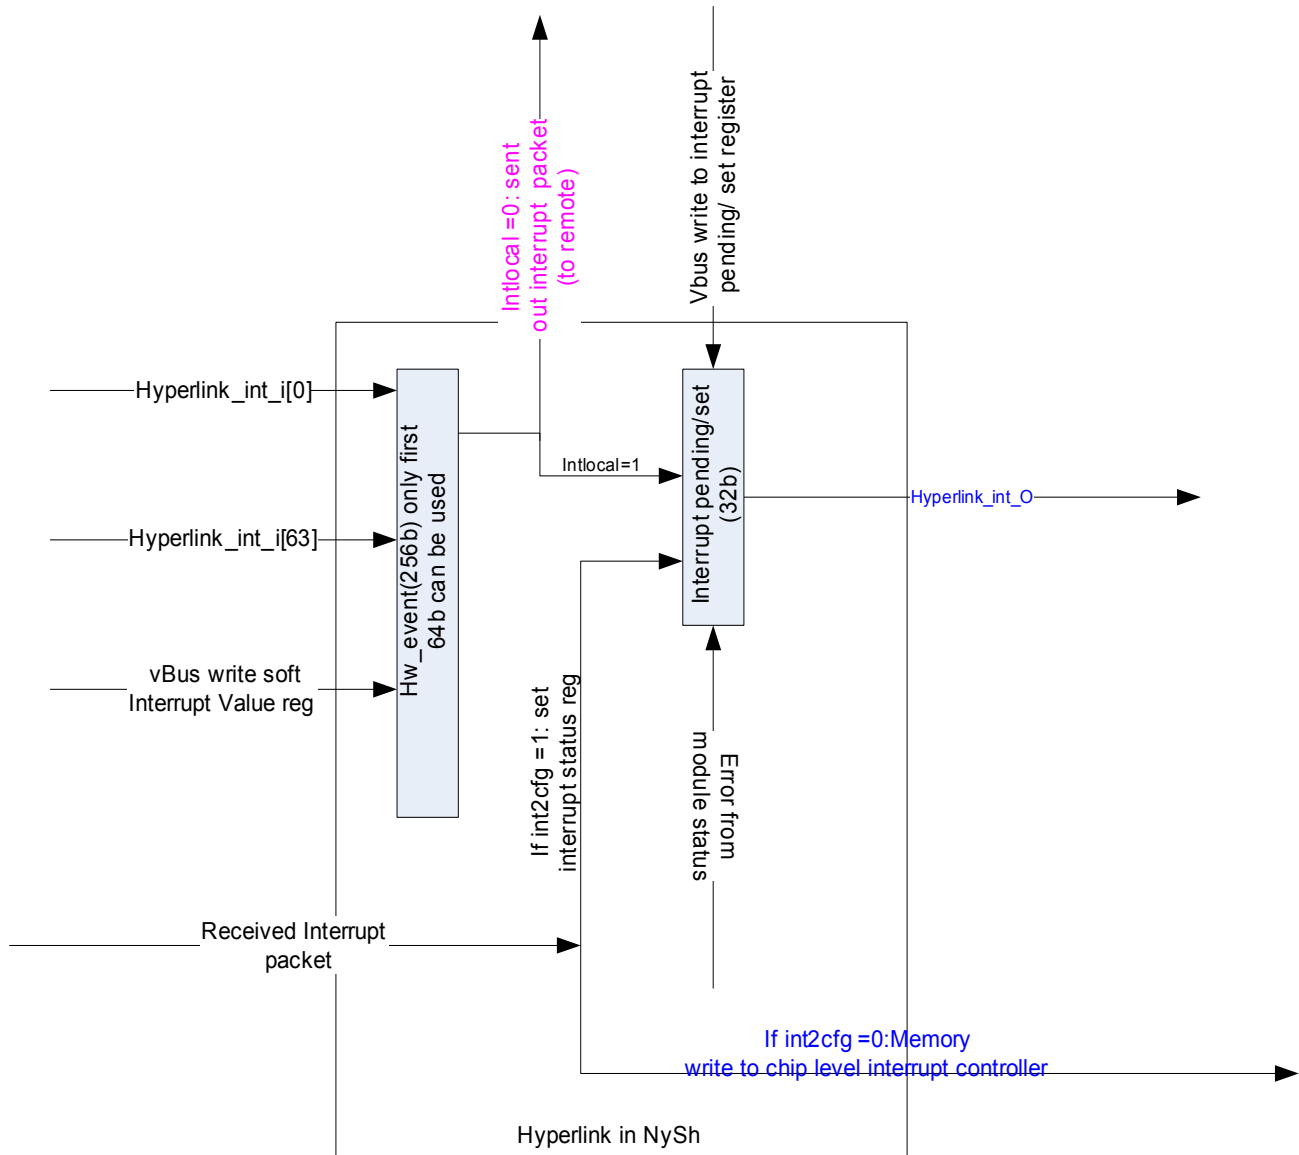 Intlocal =0: sent
out interrupt packet
(to remote)
Vbus write to interrupt
pending/ set register
Hyperlink_int_i[0]
Hyperlink_int_i[63]
vBus write soft
Interrupt Value reg
Hw_event(256b) only first
64b can be used
Intlocal=1
Interrupt pending/set
(32b)
Hyperlink_int_O
If int2cfg =1: set
interrupt status reg
Error from
module status
Received Interrupt
packet
If int2cfg =0:Memory
write to chip level interrupt controller
Hyperlink in NySh